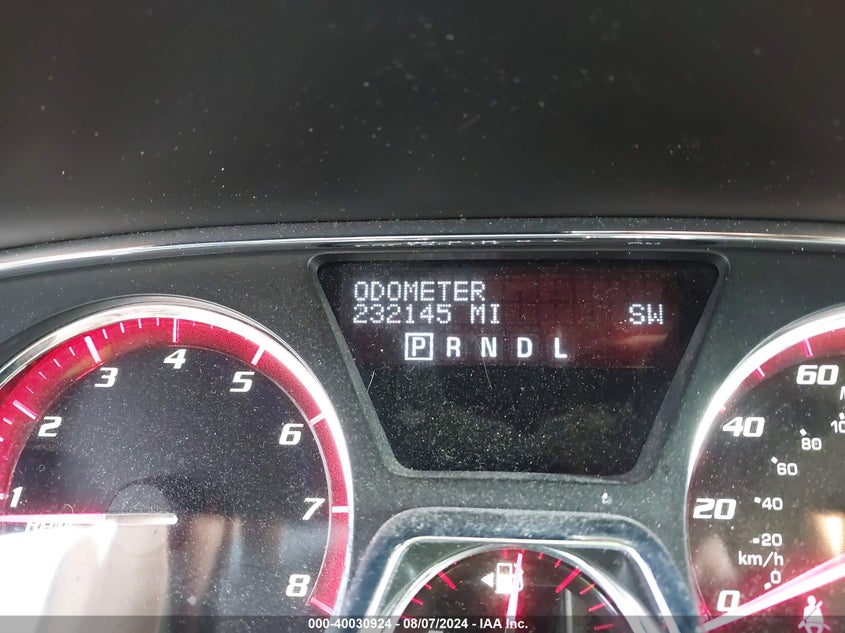 ODOMETER
232145 MI SW
P R N D L
1 2 3 4 5 6 7 8
RPM
0 20 40 60
0 20 40 60 80
km/h
000-40030924 - 08/07/2024 - IAA Inc.